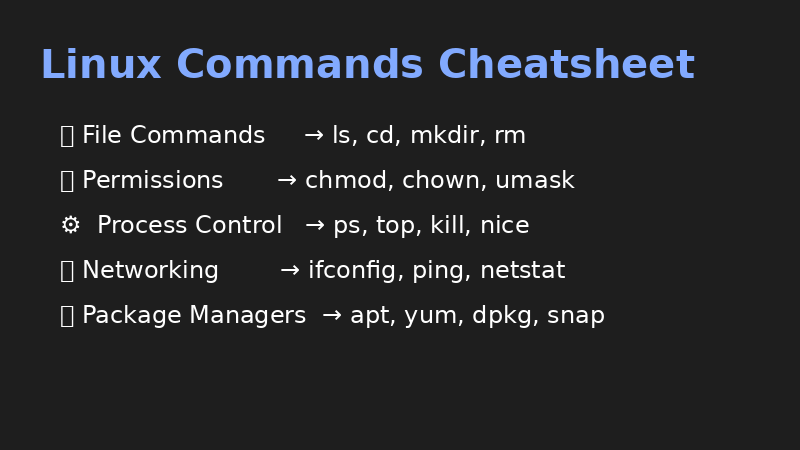 Linux Commands Cheatsheet
File Commands → ls, cd, mkdir, rm
Permissions → chmod, chown, umask
⚙ Process Control → ps, top, kill, nice
Networking → ifconfig, ping, netstat
Package Managers → apt, yum, dpkg, snap